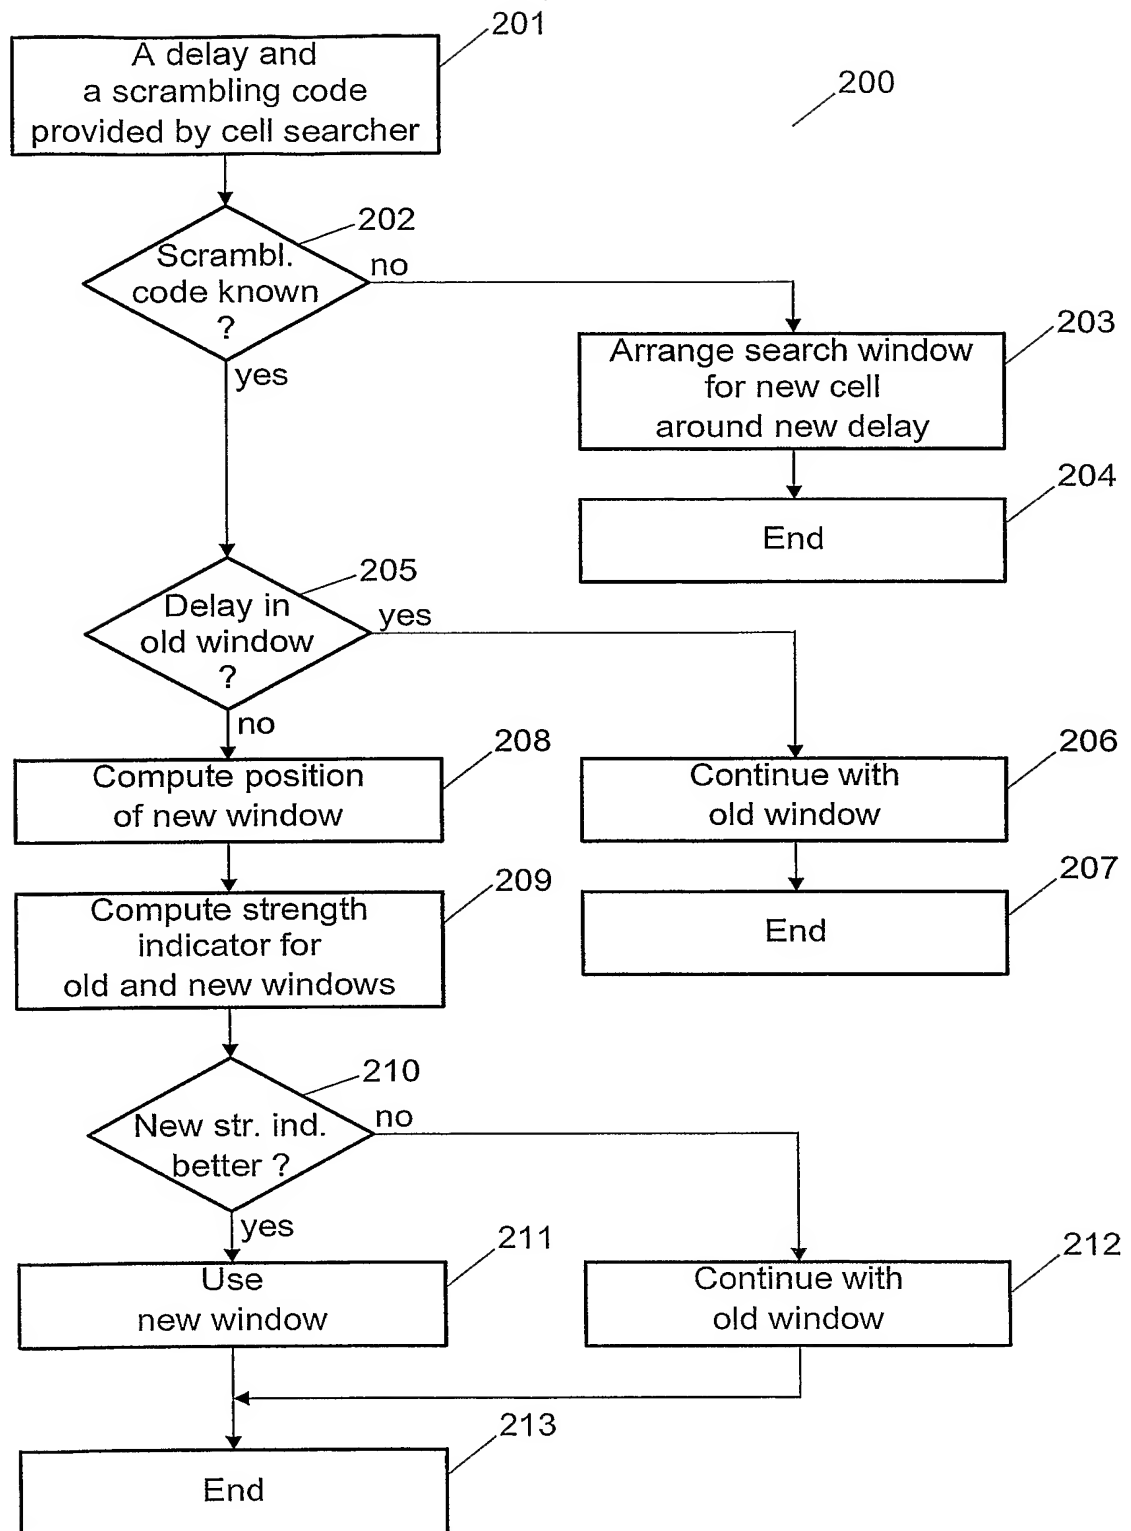 201
A delay and
a scrambling code
provided by cell searcher
200
202
Scrambl.
code known
?
no
yes
203
Arrange search window
for new cell
around new delay
204
End
205
Delay in
old window
?
yes
no
208
Compute position
of new window
206
Continue with
old window
209
Compute strength
indicator for
old and new windows
207
End
210
New str. ind.
better ?
no
yes
211
Use
new window
212
Continue with
old window
213
End